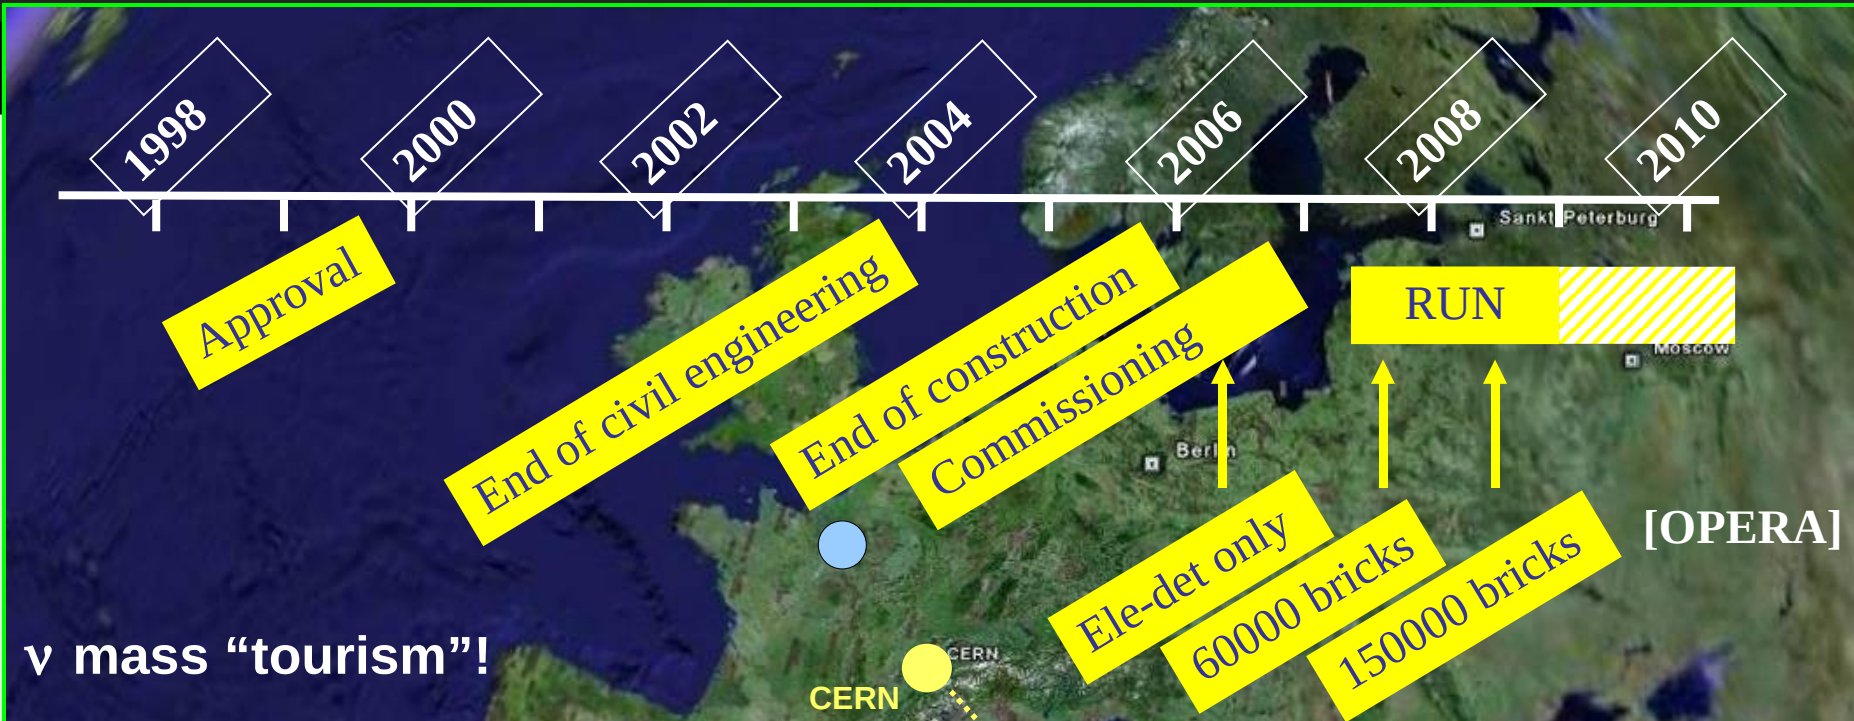 1998
2000
2002
2004
2006
2008
2010
Sankt Peterburg
Approval
End of civil engineering
End of construction
Commissioning
RUN
Moscow
Berlin
Ele-det only
60000 bricks
150000 bricks
[OPERA]
ν mass “tourism”!
CERN
CERN